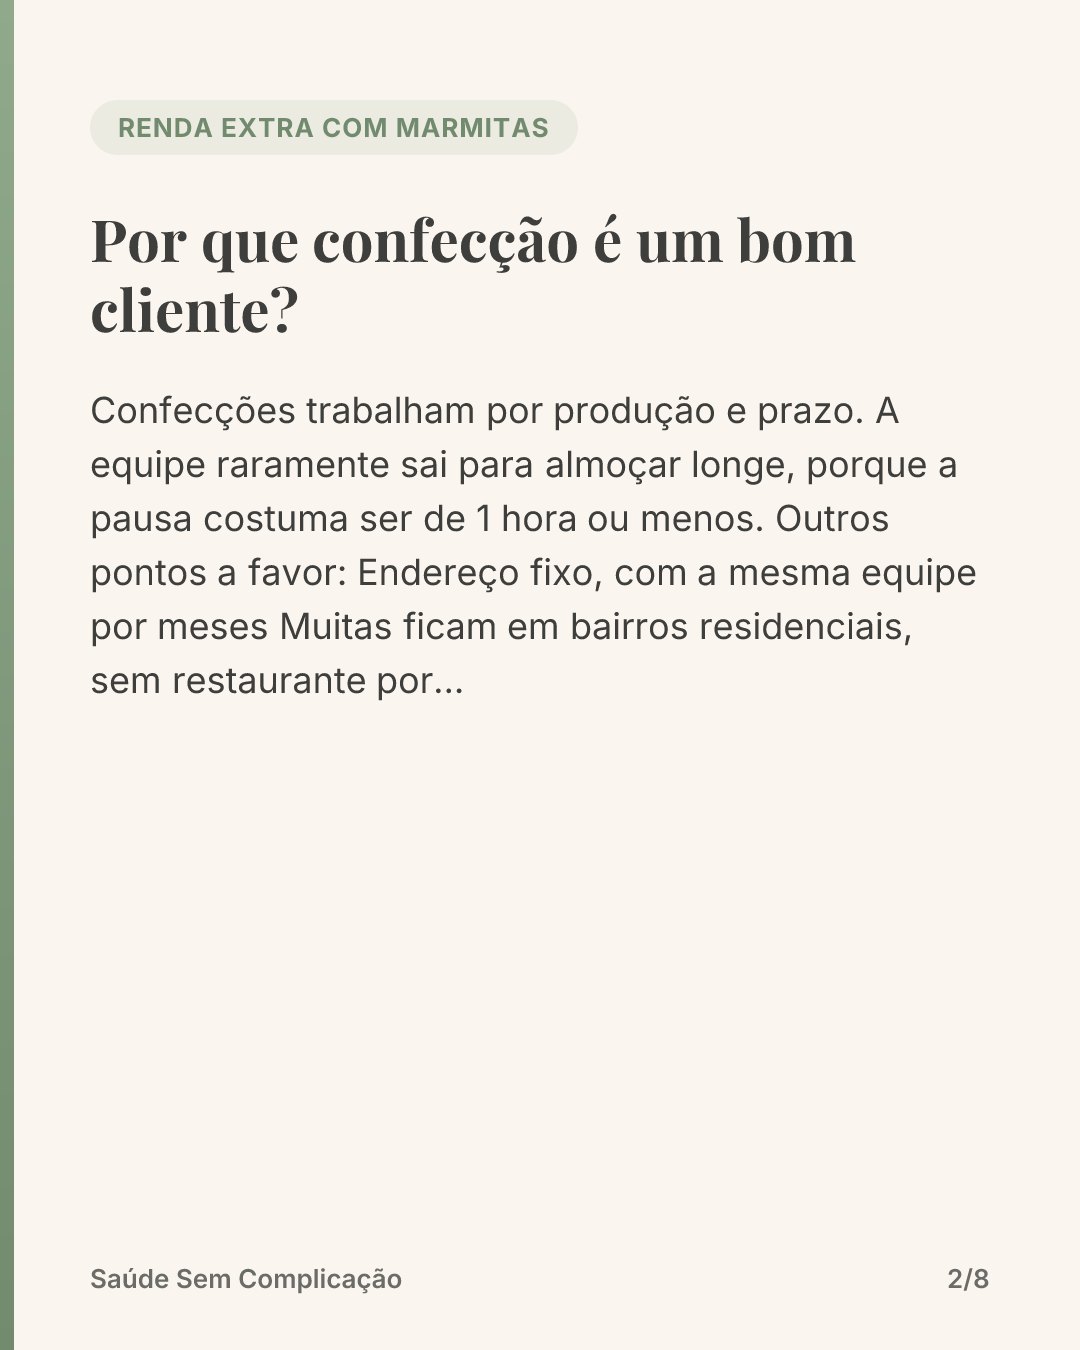 RENDA EXTRA COM MARMITAS
Por que confecção é um bom
cliente?
Confecções trabalham por produção e prazo. A
equipe raramente sai para almoçar longe, porque a
pausa costuma ser de 1 hora ou menos. Outros
pontos a favor: Endereço fixo, com a mesma equipe
por meses Muitas ficam em bairros residenciais,
sem restaurante por...
Saúde Sem Complicação
2/8